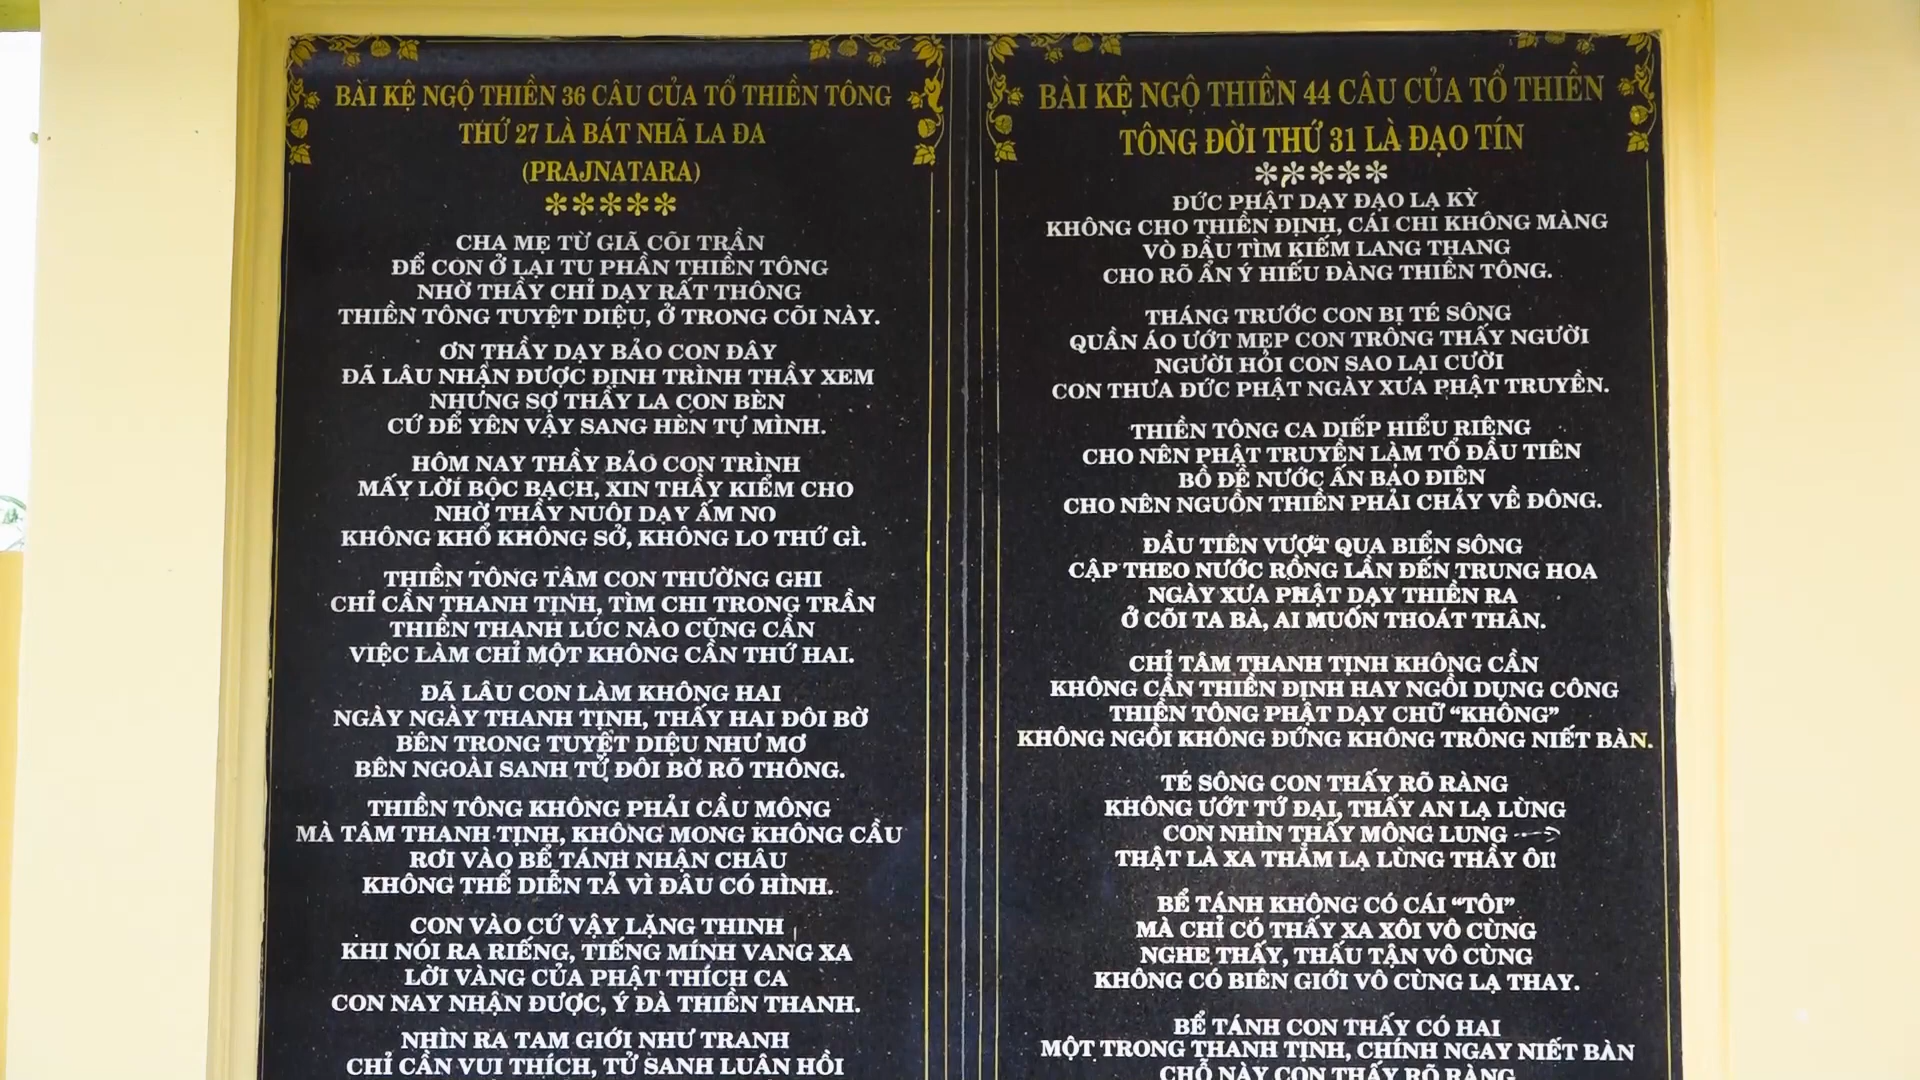 BÀI KỆ NGỘ THIỀN 36 CÂU CỦA TỔ THIỀN TÔNG
THỨ 27 LÀ BÁT NHÃ LA ĐA
(PRAJNATARA)
CHA MẸ TỪ GIÃ CÕI TRẦN
ĐỂ CON Ở LẠI TU PHẦN THIỀN TÔNG
NHỜ THẦY CHỈ DẠY RẤT THÔNG
THIỀN TÔNG TUYỆT DIỆU, Ở TRONG CÕI NÀY.
ƠN THẦY DẠY BẢO CON ĐÂY
ĐÃ LÂU NHẬN ĐƯỢC ĐỊNH TRÌNH THẦY XEM
NHƯNG SỢ THẦY LA CON BÈN
CỨ ĐỂ YÊN VẬY SANG HÈN TỰ MÌNH.
HÔM NAY THẦY BẢO CON TRÌNH
MẤY LỜI BỘC BẠCH, XIN THẦY KIỂM CHO
NHỜ THẦY NUÔI DẠY ẤM NO
KHÔNG KHỔ KHÔNG SỞ, KHÔNG LO THỨ GÌ.
THIỀN TÔNG TÂM CON THƯỜNG GHI
CHỈ CẦN THANH TỊNH, TÌM CHI TRONG TRẦN
THIỀN THANH LÚC NÀO CŨNG CẦN
VIỆC LÀM CHỈ MỘT KHÔNG CẦN THỨ HAI.
ĐÃ LÂU CON LÀM KHÔNG HAI
NGÀY NGÀY THANH TỊNH, THẤY HAI ĐÔI BỜ
BÊN TRONG TUYỆT DIỆU NHƯ MƠ
BÊN NGOÀI SANH TỬ ĐÔI BỜ RÕ THÔNG.
THIỀN TÔNG KHÔNG PHẢI CẦU MÔNG
MÀ TÂM THANH TỊNH, KHÔNG MONG KHÔNG CẦU
RƠI VÀO BỂ TÁNH NHẬN CHÂU
KHÔNG THỂ DIỄN TẢ VÌ ĐÂU CÓ HÌNH.
CON VÀO CỨ VẬY LẶNG THINH
KHI NÓI RA RIẾNG, TIẾNG MÍNH VANG XA
LỜI VÀNG CỦA PHẬT THÍCH CA
CON NAY NHẬN ĐƯỢC, Ý ĐÀ THIỀN THANH.
NHÌN RA TAM GIỚI NHƯ TRANH
CHỈ CẦN VUI THÍCH, TỬ SANH LUÂN HỒI
BÀI KỆ NGỘ THIỀN 44 CÂU CỦA TỔ THIỀN
TÔNG ĐỜI THỨ 31 LÀ ĐẠO TÍN
ĐỨC PHẬT DẠY ĐẠO LẠ KỲ
KHÔNG CHO THIỀN ĐỊNH, CÁI CHI KHÔNG MÀNG
VÒ ĐẦU TÌM KIẾM LANG THANG
CHO RÕ ẨN Ý HIẾU ĐÀNG THIỀN TÔNG.
THÁNG TRƯỚC CON BỊ TÉ SÔNG
QUẦN ÁO ƯỚT MẸP CON TRÔNG THẤY NGƯỜI
NGƯỜI HỎI CON SAO LẠI CƯỜI
CON THƯA ĐỨC PHẬT NGÀY XƯA PHẬT TRUYỀN.
THIỀN TÔNG CA DIẾP HIỂU RIÊNG
CHO NÊN PHẬT TRUYỀN LÀM TỔ ĐẦU TIÊN
BỒ ĐỀ NƯỚC ẤN BẢO ĐIÊN
CHO NÊN NGUỒN THIỀN PHẢI CHẢY VỀ ĐÔNG.
ĐẦU TIÊN VƯỢT QUA BIỂN SÔNG
CẬP THEO NƯỚC RỒNG LẦN ĐẾN TRUNG HOA
NGÀY XƯA PHẬT DẠY THIỀN RA
Ở CÕI TA BÀ, AI MUỐN THOÁT THÂN.
CHỈ TÂM THANH TỊNH KHÔNG CẦN
KHÔNG CẦN THIỀN ĐỊNH HAY NGỒI DỤNG CÔNG
THIỀN TÔNG PHẬT DẠY CHỮ “KHÔNG”
KHÔNG NGỒI KHÔNG ĐỨNG KHÔNG TRÔNG NIẾT BÀN.
TÉ SÔNG CON THẤY RÕ RÀNG
KHÔNG ƯỚT TỨ ĐẠI, THẤY AN LẠ LÙNG
CON NHÌN THẤY MÔNG LUNG
THẬT LÀ XA THẲM LẠ LÙNG THẦY ÔI!
BỂ TÁNH KHÔNG CÓ CÁI “TÔI”
MÀ CHỈ CÓ THẤY XA XÔI VÔ CÙNG
NGHE THẤY, THẤU TẬN VÔ CÙNG
KHÔNG CÓ BIÊN GIỚI VÔ CÙNG LẠ THAY.
BỂ TÁNH CON THẤY CÓ HAI
MỘT TRONG THANH TỊNH, CHÍNH NGAY NIẾT BÀN
CHỖ NÀY CON THẤY RÕ RÀNG